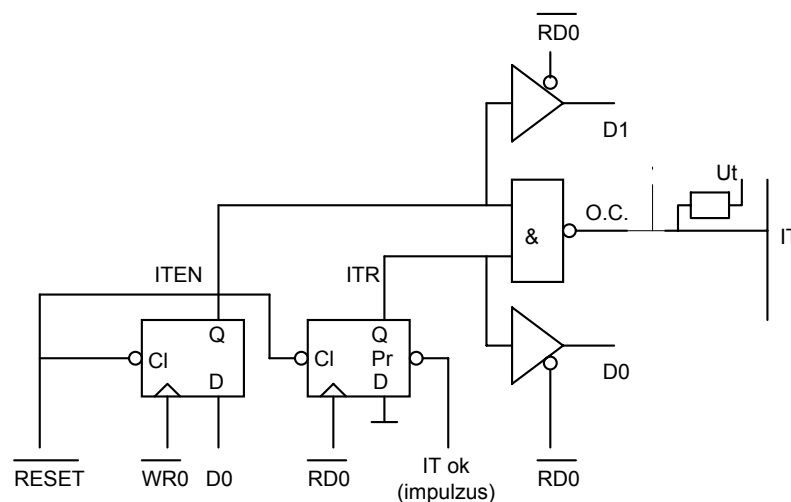 RD0
D1
Ut
O.C.
&
IT
ITEN
ITR
Q
Cl
D
Q
Cl
Pr
D
D0
RESET
WR0
D0
RD0
IT ok
(impulzus)
RD0